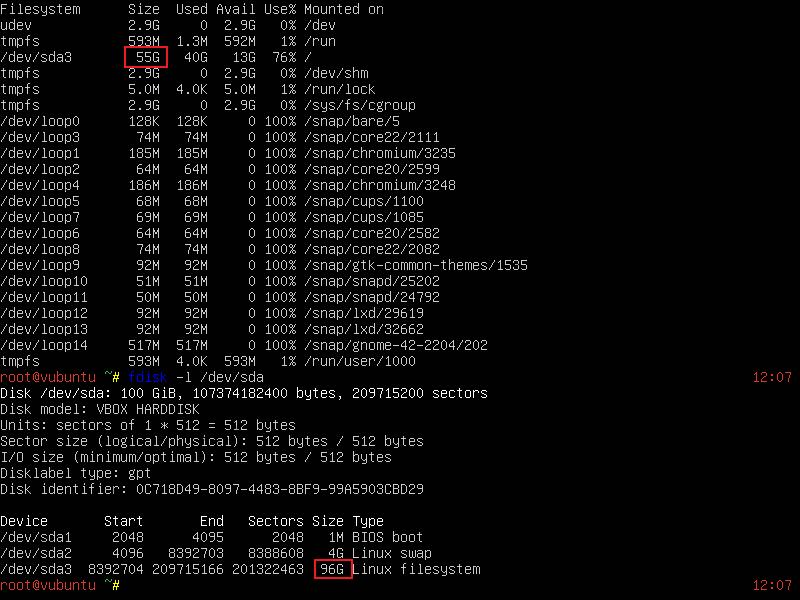 Filesystem      Size  Used Avail Use% Mounted on
udev            2.9G     0  2.9G   0% /dev
tmpfs           593M  1.3M  592M   1% /run
/dev/sda3        55G   40G   13G  76% /
tmpfs           2.9G     0  2.9G   0% /dev/shm
tmpfs           5.0M  4.0K  5.0M   1% /run/lock
tmpfs           2.9G     0  2.9G   0% /sys/fs/cgroup
/dev/loop0      128K  128K     0 100% /snap/bare/5
/dev/loop3       74M   74M     0 100% /snap/core22/2111
/dev/loop1      185M  185M     0 100% /snap/chromium/3235
/dev/loop2       64M   64M     0 100% /snap/core20/2599
/dev/loop4      186M  186M     0 100% /snap/chromium/3248
/dev/loop5       68M   68M     0 100% /snap/cups/1100
/dev/loop7       69M   69M     0 100% /snap/cups/1085
/dev/loop6       64M   64M     0 100% /snap/core20/2582
/dev/loop8       74M   74M     0 100% /snap/core22/2082
/dev/loop9       92M   92M     0 100% /snap/gtk-common-themes/1535
/dev/loop10      51M   51M     0 100% /snap/snapd/25202
/dev/loop11      50M   50M     0 100% /snap/snapd/24792
/dev/loop12      92M   92M     0 100% /snap/lxd/29619
/dev/loop13      92M   92M     0 100% /snap/lxd/32662
/dev/loop14     517M  517M     0 100% /snap/gnome-42-2204/202
tmpfs           593M  4.0K  593M   1% /run/user/1000
root@vubuntu ~# fdisk -l /dev/sda 12:07
Disk /dev/sda: 100 GiB, 107374182400 bytes, 209715200 sectors
Disk model: VBOX HARDDISK
Units: sectors of 1 * 512 = 512 bytes
Sector size (logical/physical): 512 bytes / 512 bytes
I/O size (minimum/optimal): 512 bytes / 512 bytes
Disklabel type: gpt
Disk identifier: 0C718D49-8097-4483-8BF9-99A5903CBD29
Device       Start       End   Sectors Size Type
/dev/sda1     2048      4095      2048   1M BIOS boot
/dev/sda2     4096   8392703   8388608   4G Linux swap
/dev/sda3  8392704 209715166 201322463  96G Linux filesystem
root@vubuntu ~# 12:07